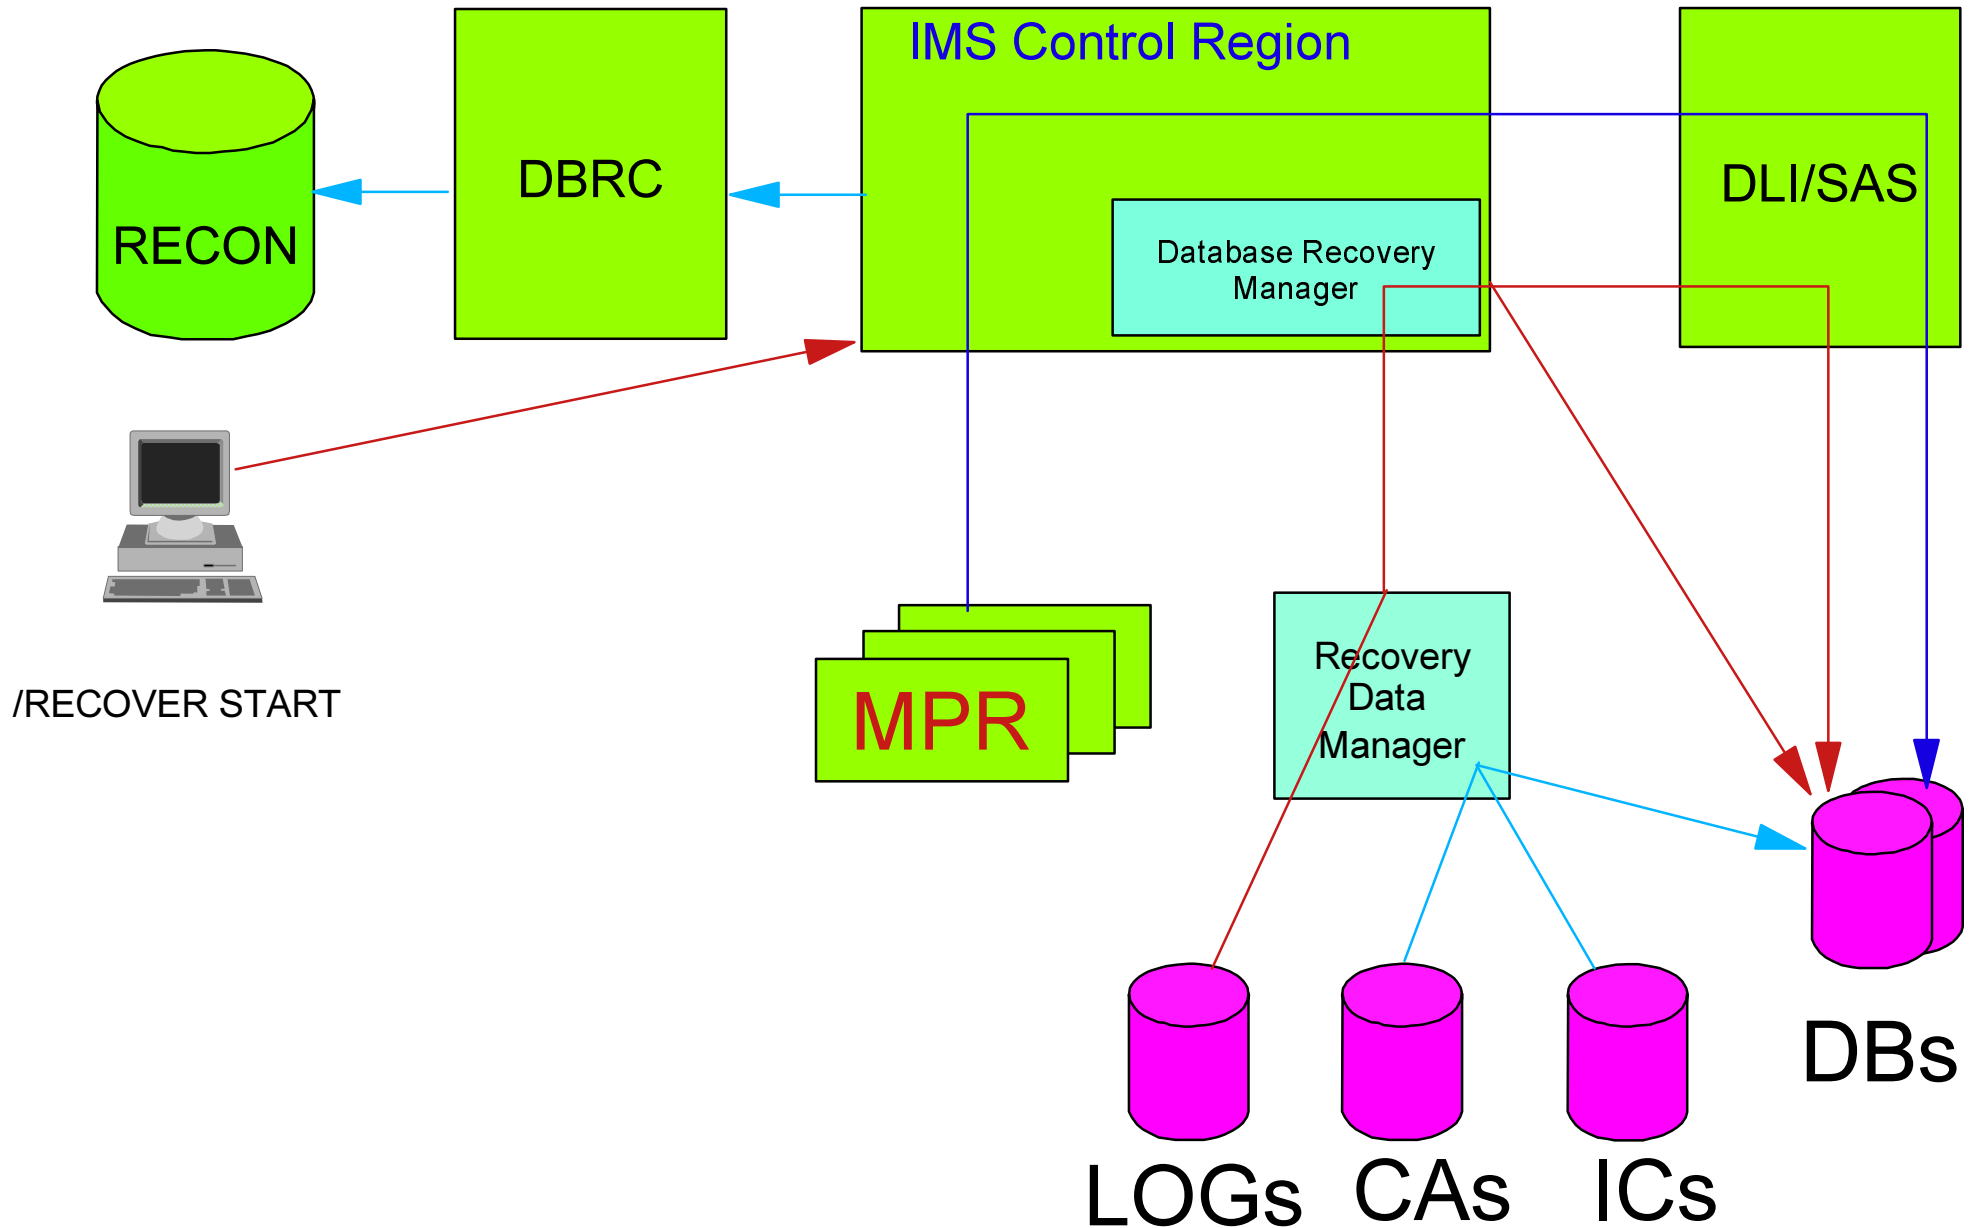 IMS Control Region
DBRC
DLI/SAS
RECON
Database Recovery
Manager
/RECOVER START
MPR
Recovery
Data
Manager
DBs
LOGs
CAs
ICs